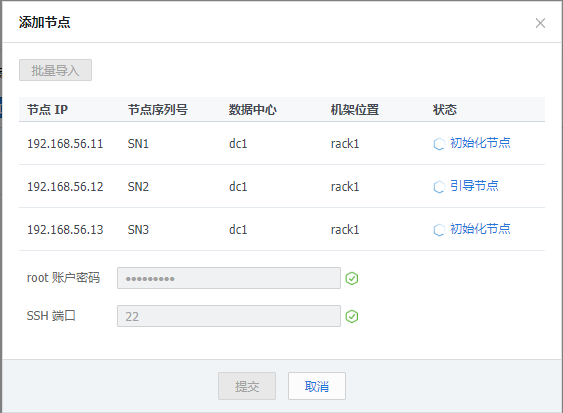 添加节点
批量导入
节点 IP 节点序列号 数据中心 机架位置 状态
192.168.56.11 SN1 dc1 rack1 初始化节点
192.168.56.12 SN2 dc1 rack1 引导节点
192.168.56.13 SN3 dc1 rack1 初始化节点
root 账户密码 •••••••••
SSH 端口 22
提交 取消